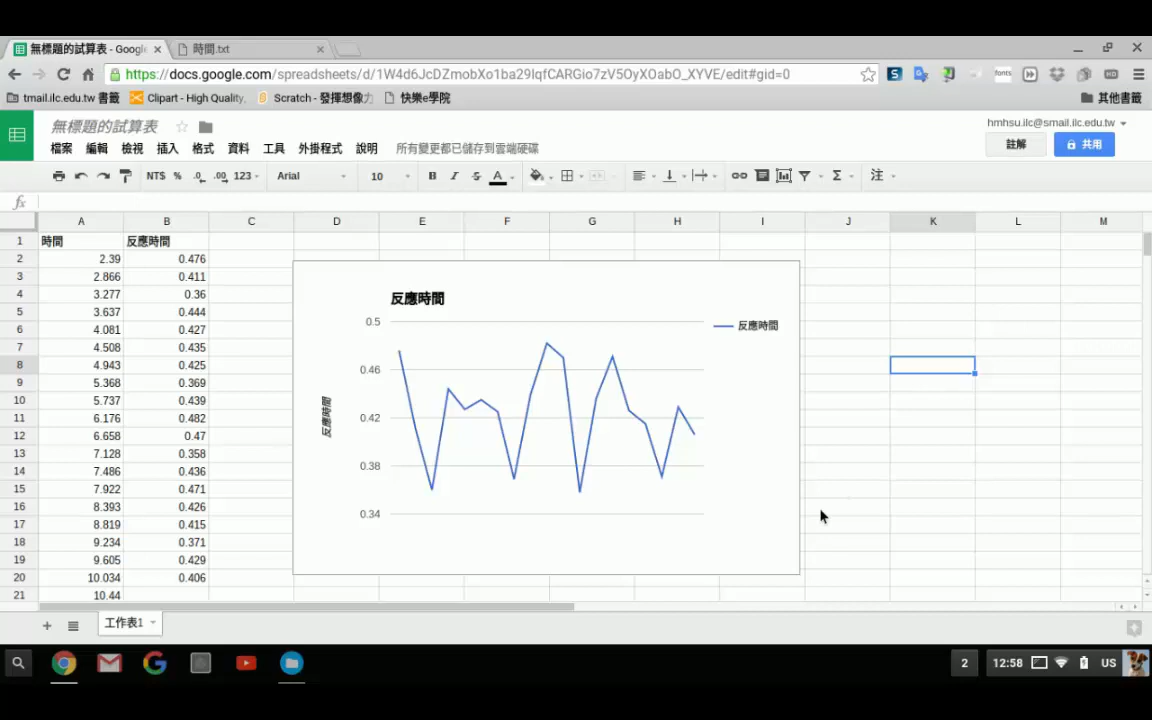 無標題的試算表 - Googl
時間.txt
https://docs.google.com/spreadsheets/d/1W4d6JcDZmobXo1ba29IqfCARGio7zV5OyXOabO_XYVE/edit#gid=0
tmail.ilc.edu.tw 書籤 Clipart - High Quality, Scratch - 發揮想像力 快樂e學院 其他書籤
無標題的試算表
hmhsu.ilc@smail.ilc.edu.tw
檔案 編輯 檢視 插入 格式 資料 工具 外掛程式 說明 所有變更都已儲存到雲端硬碟
註解 共用
NT$ % .0 .00 123 Arial 10 B I S A Σ 注
fx
A B C D E F G H I J K L M
1 時間 反應時間
2 2.39 0.476
3 2.866 0.411
4 3.277 0.36
5 3.637 0.444
6 4.081 0.427
7 4.508 0.435
8 4.943 0.425
9 5.368 0.369
10 5.737 0.439
11 6.176 0.482
12 6.658 0.47
13 7.128 0.358
14 7.486 0.436
15 7.922 0.471
16 8.393 0.426
17 8.819 0.415
18 9.234 0.371
19 9.605 0.429
20 10.034 0.406
21 10.44
反應時間
反應時間
0.5
0.46
0.42
0.38
0.34
反應時間
工作表1
2 12:58 US